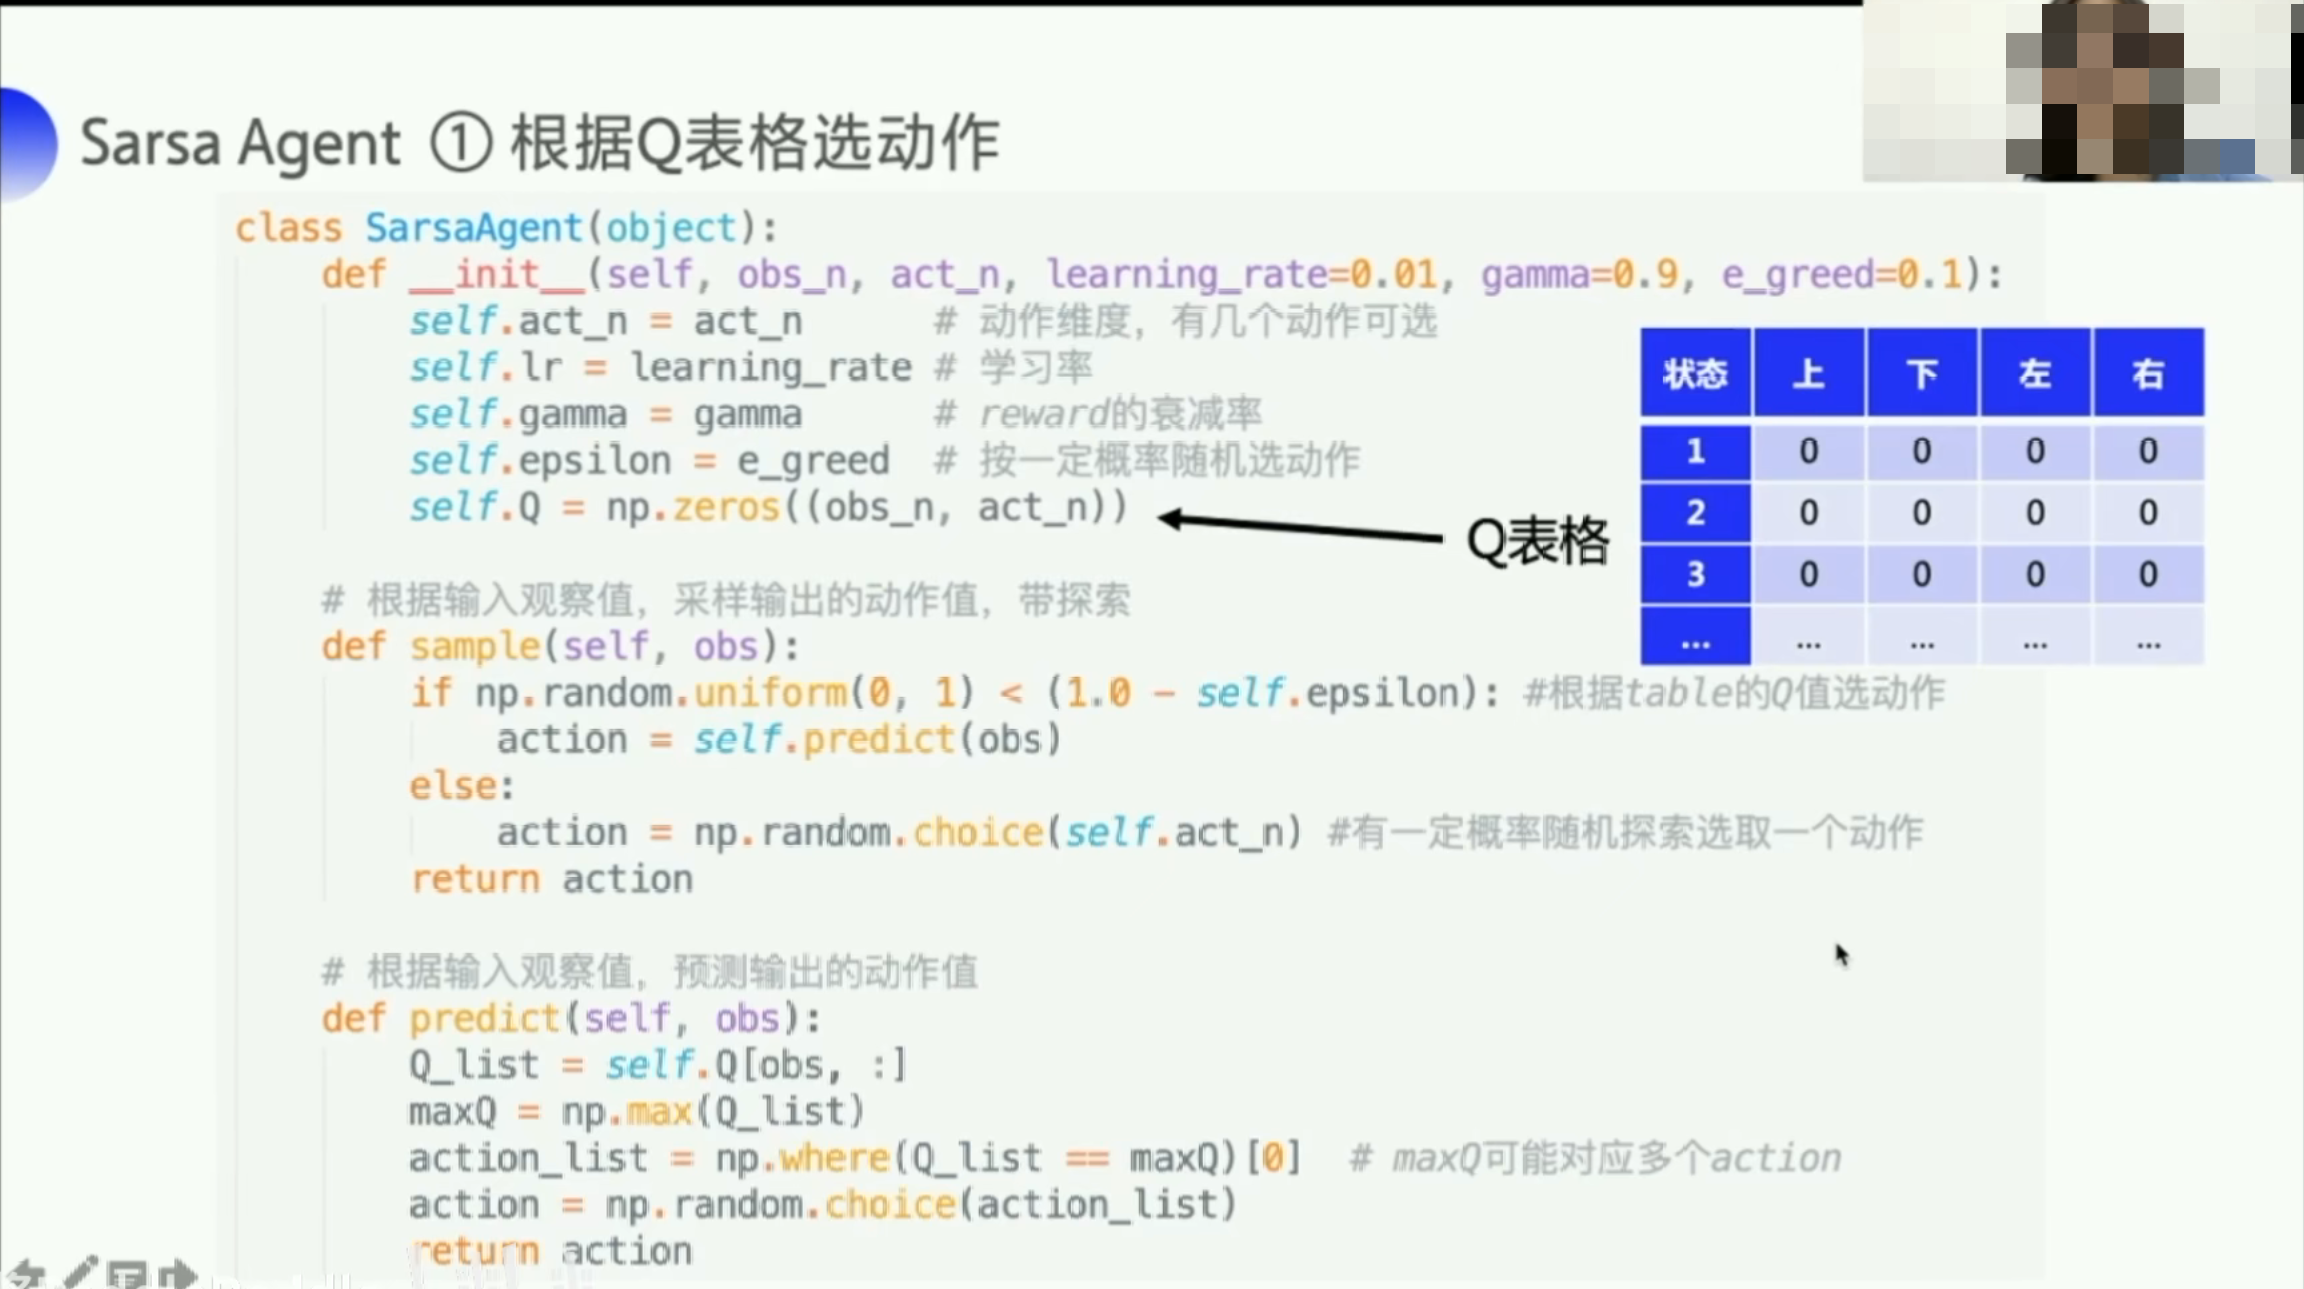 Sarsa Agent ① 根据Q表格选动作
class SarsaAgent(object):
def __init__(self, obs_n, act_n, learning_rate=0.01, gamma=0.9, e_greed=0.1):
self.act_n = act_n # 动作维度，有几个动作可选
self.lr = learning_rate # 学习率
self.gamma = gamma # reward的衰减率
self.epsilon = e_greed # 按一定概率随机选动作
self.Q = np.zeros((obs_n, act_n))
Q表格
状态 上 下 左 右
1 0 0 0 0
2 0 0 0 0
3 0 0 0 0
... ... ... ... ...
# 根据输入观察值，采样输出的动作值，带探索
def sample(self, obs):
if np.random.uniform(0, 1) < (1.0 - self.epsilon): #根据table的Q值选动作
action = self.predict(obs)
else:
action = np.random.choice(self.act_n) #有一定概率随机探索选取一个动作
return action
# 根据输入观察值，预测输出的动作值
def predict(self, obs):
Q_list = self.Q[obs, :]
maxQ = np.max(Q_list)
action_list = np.where(Q_list == maxQ)[0] # maxQ可能对应多个action
action = np.random.choice(action_list)
return action